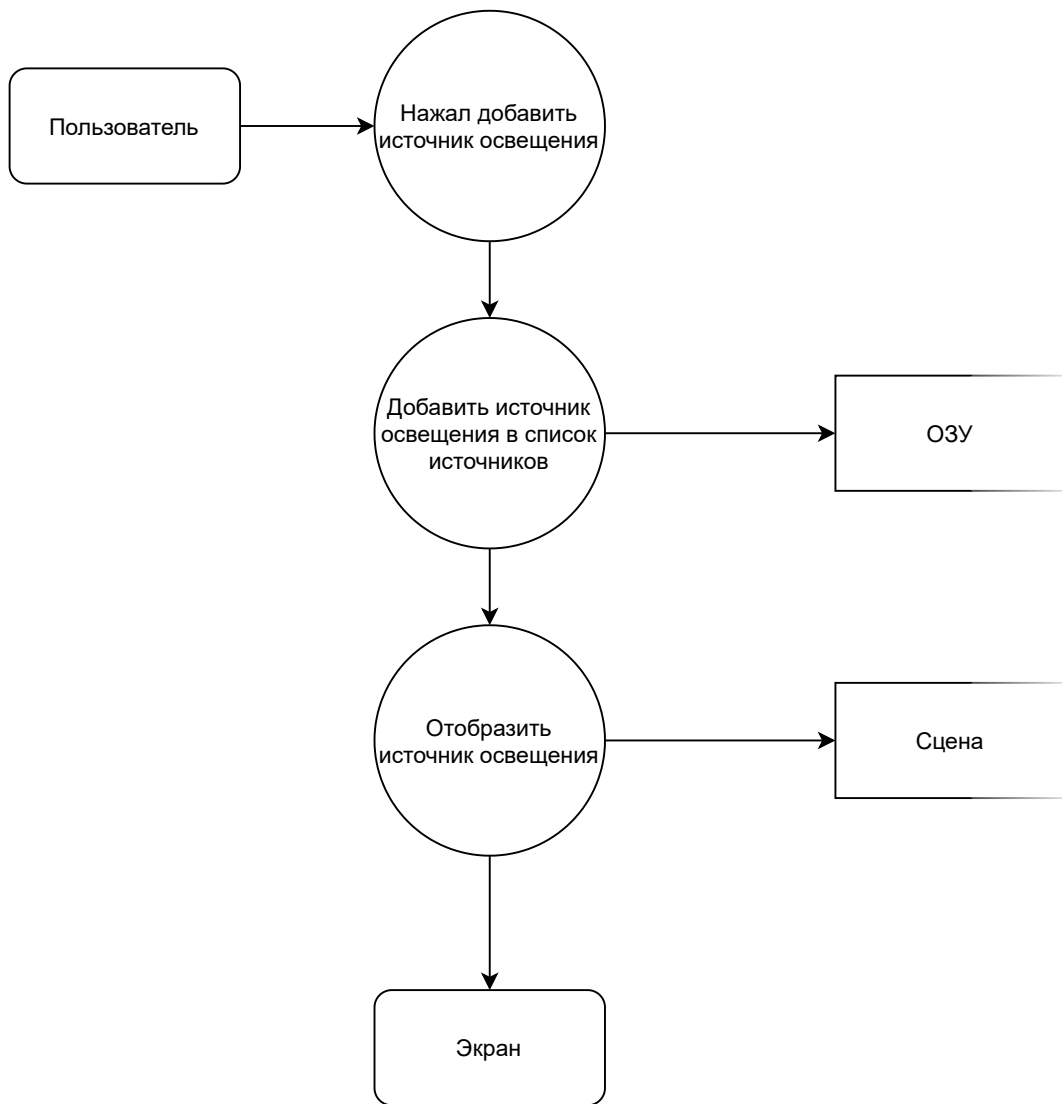 Пользователь
Нажал добавить
источник освещения
Добавить источник
освещения в список
источников
ОЗУ
Отобразить
источник освещения
Сцена
Экран